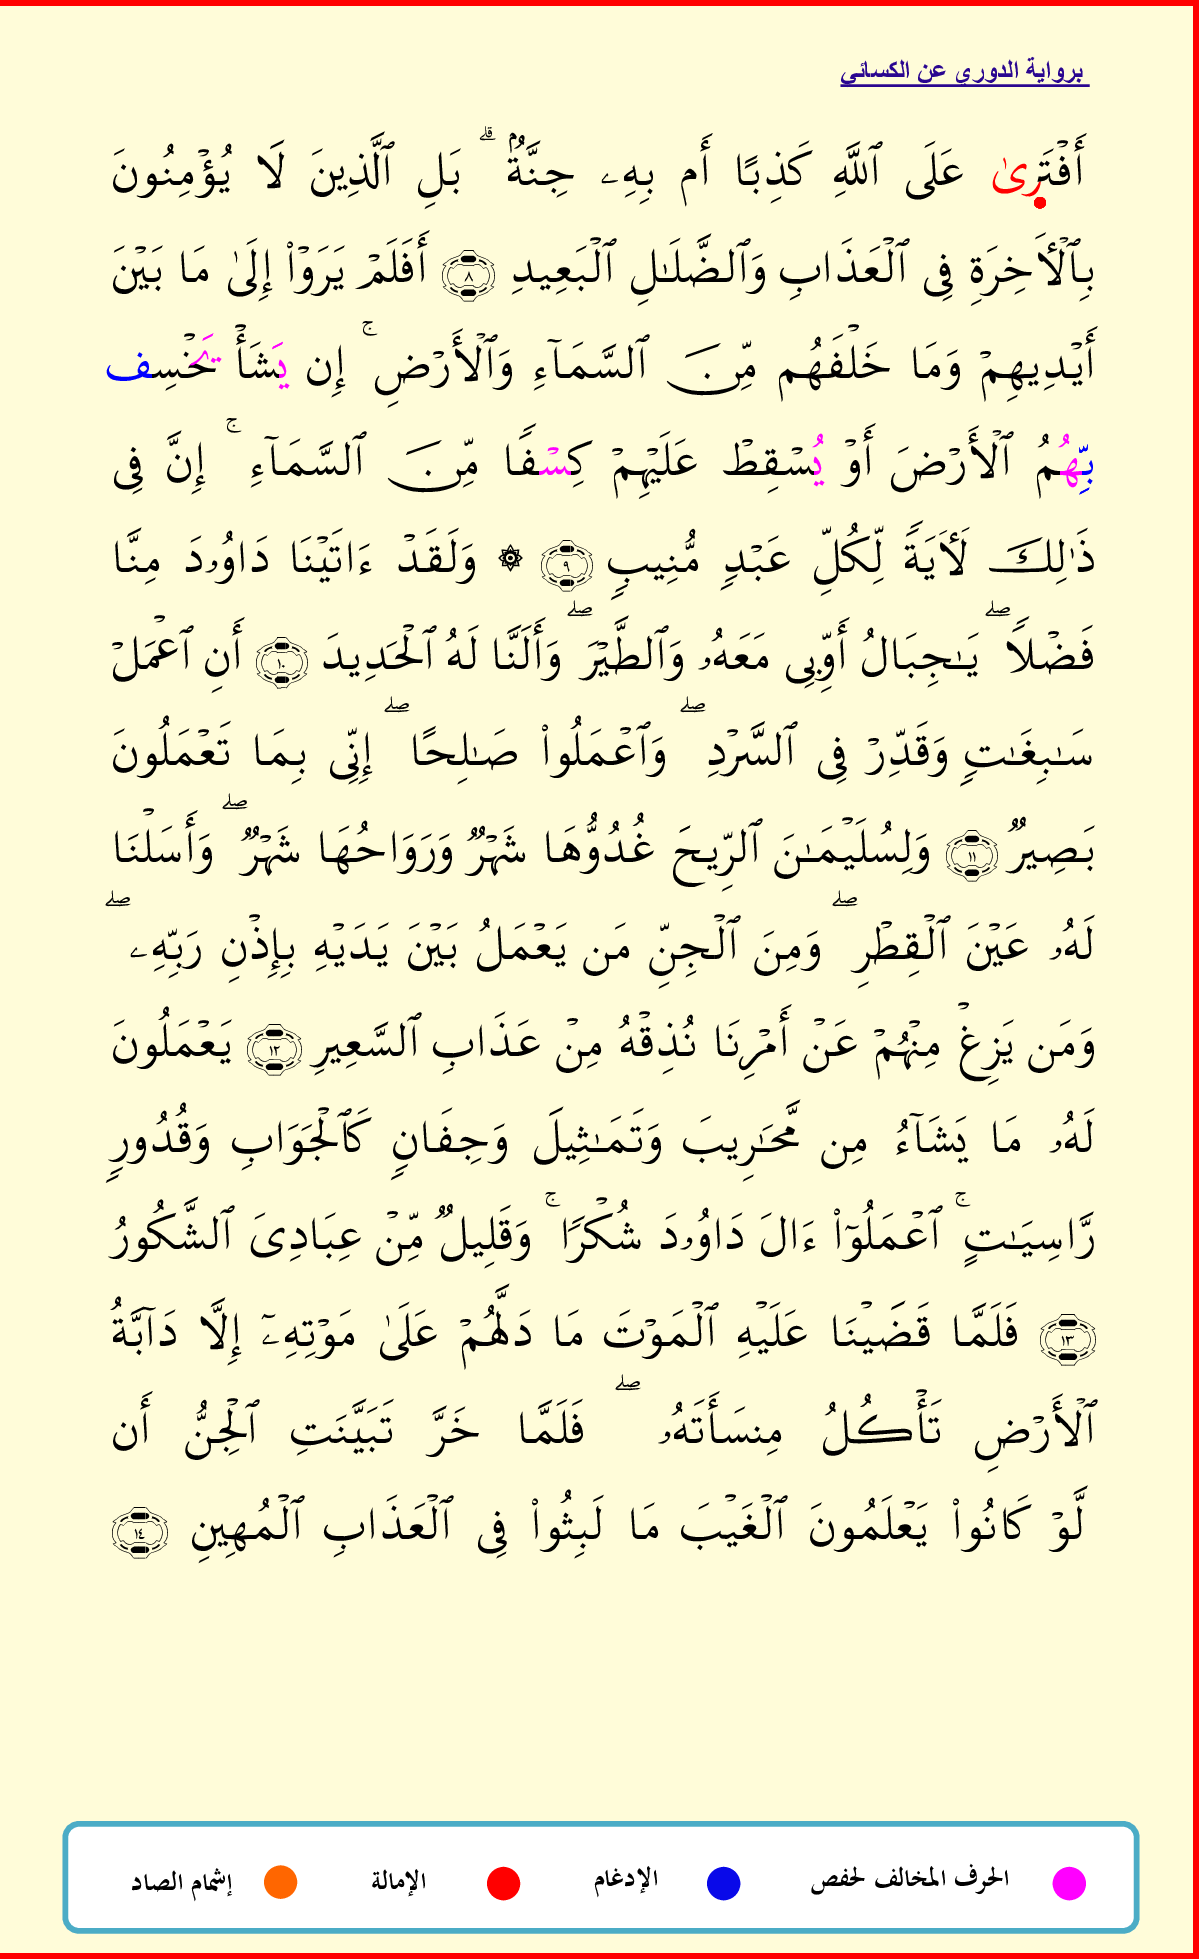 برواية الدوري عن الكسائي
أَفْتَرِىٰ عَلَى ٱللَّهِ كَذِبًا أَم بِهِۦ جِنَّةُۢ ۗ بَلِ ٱلَّذِينَ لَا يُؤْمِنُونَ
بِٱلْأَخِرَةِ فِى ٱلْعَذَابِ وَٱلضَّلَـٰلِ ٱلْبَعِيدِ ٨ أَفَلَمْ يَرَوْا۟ إِلَىٰ مَا بَيْنَ
أَيْدِيهِمْ وَمَا خَلْفَهُم مِّنَ ٱلسَّمَآءِ وَٱلْأَرْضِ ۚ إِن يَشَأْ يَخْسِف
بِّهُمُ ٱلْأَرْضَ أَوْ يُسْقِطْ عَلَيْهِمْ كِسْفًا مِّنَ ٱلسَّمَآءِ ۚ إِنَّ فِى
ذَٰلِكَ لَـَٔايَةً لِّكُلِّ عَبْدٍ مُّنِيبٍ ٩ ۞ وَلَقَدْ ءَاتَيْنَا دَاوُۥدَ مِنَّا
فَضْلًا ۖ يَـٰجِبَالُ أَوِّبِى مَعَهُۥ وَٱلطَّيْرَ ۖ وَأَلَنَّا لَهُ ٱلْحَدِيدَ ١٠ أَنِ ٱعْمَلْ
سَـٰبِغَـٰتٍ وَقَدِّرْ فِى ٱلسَّرْدِ ۖ وَٱعْمَلُوا۟ صَـٰلِحًا ۖ إِنِّى بِمَا تَعْمَلُونَ
بَصِيرٌ ١١ وَلِسُلَيْمَـٰنَ ٱلرِّيحَ غُدُوُّهَا شَهْرٌ وَرَوَاحُهَا شَهْرٌ ۖ وَأَسَلْنَا
لَهُۥ عَيْنَ ٱلْقِطْرِ ۖ وَمِنَ ٱلْجِنِّ مَن يَعْمَلُ بَيْنَ يَدَيْهِ بِإِذْنِ رَبِّهِۦ ۖ
وَمَن يَزِغْ مِنْهُمْ عَنْ أَمْرِنَا نُذِقْهُ مِنْ عَذَابِ ٱلسَّعِيرِ ١٢ يَعْمَلُونَ
لَهُۥ مَا يَشَآءُ مِن مَّحَـٰرِيبَ وَتَمَـٰثِيلَ وَجِفَانٍ كَٱلْجَوَابِ وَقُدُورٍ
رَّاسِيَـٰتٍ ۚ ٱعْمَلُوٓا۟ ءَالَ دَاوُۥدَ شُكْرًا ۚ وَقَلِيلٌ مِّنْ عِبَادِىَ ٱلشَّكُورُ
١٣ فَلَمَّا قَضَيْنَا عَلَيْهِ ٱلْمَوْتَ مَا دَلَّهُمْ عَلَىٰ مَوْتِهِۦٓ إِلَّا دَآبَّةُ
ٱلْأَرْضِ تَأْكُلُ مِنسَأَتَهُۥ ۖ فَلَمَّا خَرَّ تَبَيَّنَتِ ٱلْجِنُّ أَن
لَّوْ كَانُوا۟ يَعْلَمُونَ ٱلْغَيْبَ مَا لَبِثُوا۟ فِى ٱلْعَذَابِ ٱلْمُهِينِ ١٤
الحرف المخالف لحفص الإدغام الإمالة إشمام الصاد